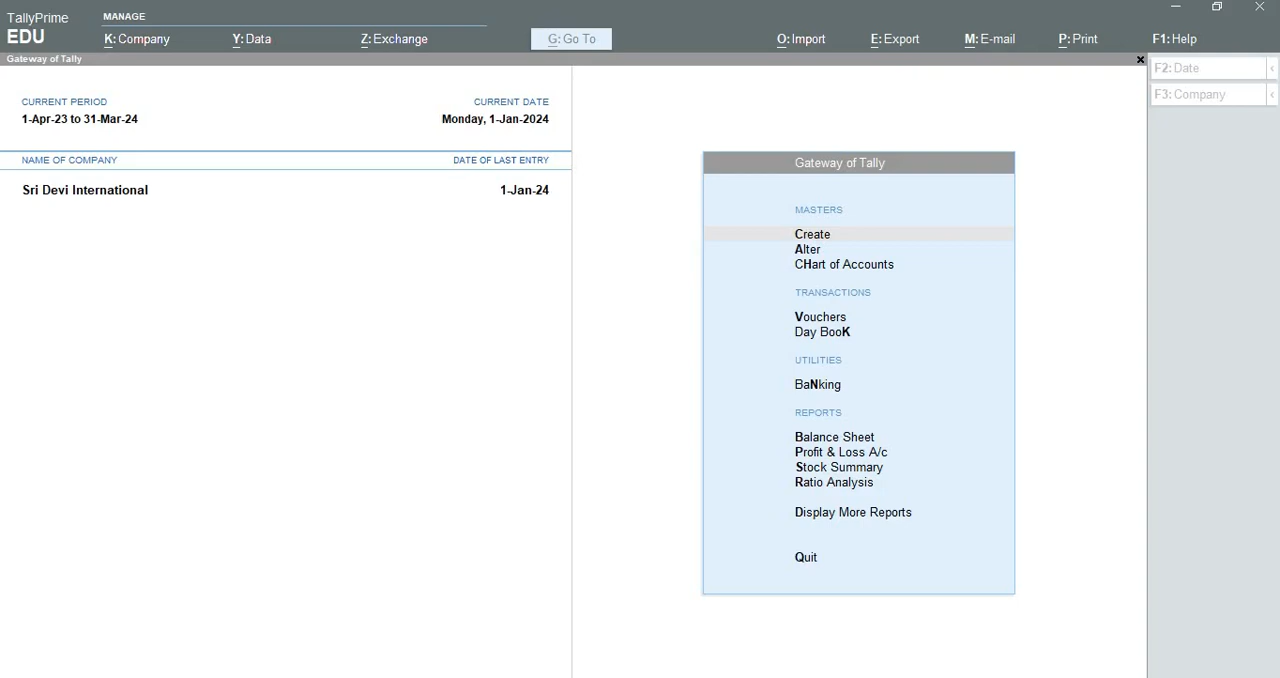 TallyPrime
EDU
MANAGE
K: Company
Y: Data
Z: Exchange
G: Go To
O: Import
E: Export
M: E-mail
P: Print
F1: Help
Gateway of Tally
F2: Date
F3: Company
CURRENT PERIOD
CURRENT DATE
1-Apr-23 to 31-Mar-24
Monday, 1-Jan-2024
NAME OF COMPANY
DATE OF LAST ENTRY
Sri Devi International
1-Jan-24
Gateway of Tally
MASTERS
Create
Alter
CHart of Accounts
TRANSACTIONS
Vouchers
Day BooK
UTILITIES
BaNking
REPORTS
Balance Sheet
Profit & Loss A/c
Stock Summary
Ratio Analysis
Display More Reports
Quit